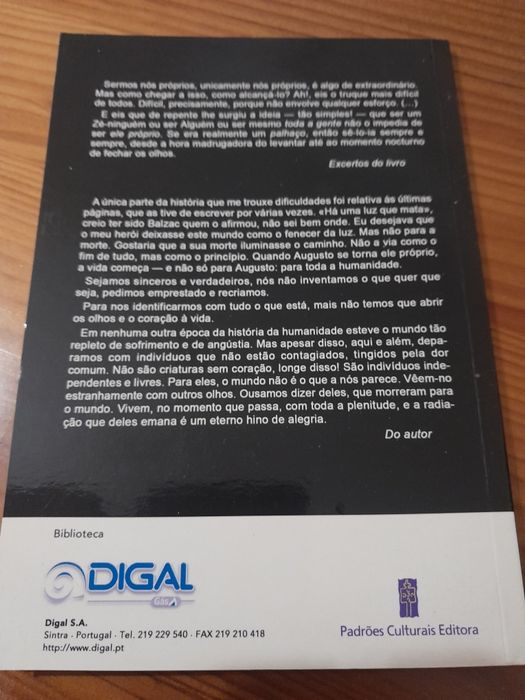 Sermos nós próprios, unicamente nós próprios, é algo de extraordinário.
Mas como chegar a isso, como alcançá-lo? Ah!, eis o truque mais difícil
de todos. Difícil, precisamente, porque não envolve qualquer esforço. (...)
E eis que de repente lhe surgiu a ideia — tão simples! — que ser um
Zé-ninguém ou ser Alguém ou ser mesmo toda a gente não o impedia de
ser ele próprio. Se era realmente um palhaço, então sê-lo-ia sempre e
sempre, desde a hora madrugadora do levantar até ao momento nocturno
de fechar os olhos.
Excertos do livro
A única parte da história que me trouxe dificuldades foi relativa às últimas
páginas, que as tive de escrever por várias vezes. «Há uma luz que mata»,
creio ter sido Balzac quem o afirmou, não sei bem onde. Eu desejava que
o meu herói deixasse este mundo como o fenecer da luz. Mas não para a
morte. Gostaria que a sua morte iluminasse o caminho. Não a via como o
fim de tudo, mas como o princípio. Quando Augusto se torna ele próprio,
a vida começa — e não só para Augusto: para toda a humanidade.
Sejamos sinceros e verdadeiros, nós não inventamos o que quer que
seja, pedimos emprestado e recriamos.
Para nos identificarmos com tudo o que está, mais não temos que abrir
os olhos e o coração à vida.
Em nenhuma outra época da história da humanidade esteve o mundo tão
repleto de sofrimento e de angústia. Mas apesar disso, aqui e além, depa-
ramos com indivíduos que não estão contagiados, tingidos pela dor
comum. Não são criaturas sem coração, longe disso! São indivíduos inde-
pendentes e livres. Para eles, o mundo não é o que a nós parece. Vêem-no
estranhamente com outros olhos. Ousamos dizer deles, que morreram para
o mundo. Vivem, no momento que passa, com toda a plenitude, e a radia-
ção que deles emana é um eterno hino de alegria.
Do autor
Biblioteca
DIGAL
Gás
Digal S.A.
Sintra - Portugal - Tel. 219 229 540 - FAX 219 210 418
http://www.digal.pt
Padrões Culturais Editora